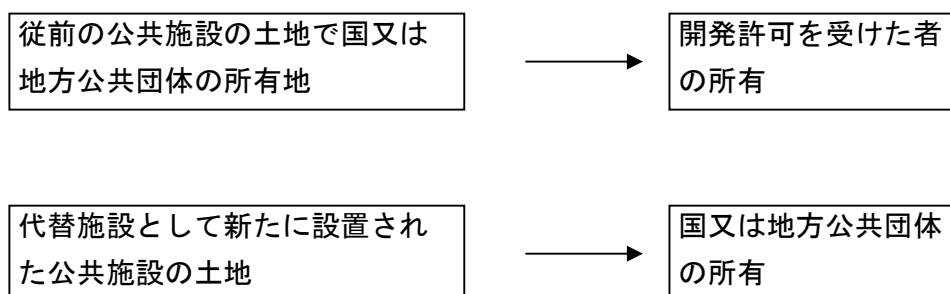 従前の公共施設の土地で国又は
地方公共団体の所有地
開発許可を受けた者
の所有
代替施設として新たに設置され
た公共施設の土地
国又は地方公共団体
の所有